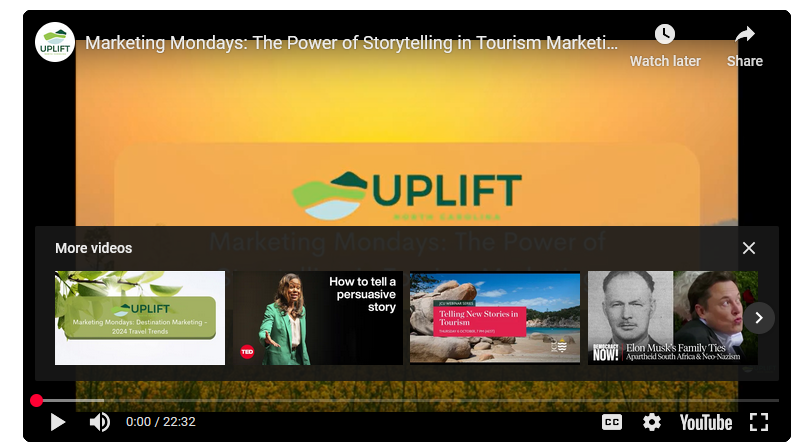 UPLIFT
Marketing Mondays: The Power of Storytelling in Tourism Marketi...
Watch later
Share
UPLIFT
NORTH CAROLINA
Marketing Mondays: The Power of
More videos
UPLIFT
Marketing Mondays: Destination Marketing -
2024 Travel Trends
How to tell a
persuasive
story
TED
JCU WEBINAR SERIES
Telling New Stories in
Tourism
DEMOCRACY
NOW!
Elon Musk's Family Ties
Apartheid South Africa & Neo-Nazism
0:00 / 22:32
CC
YouTube